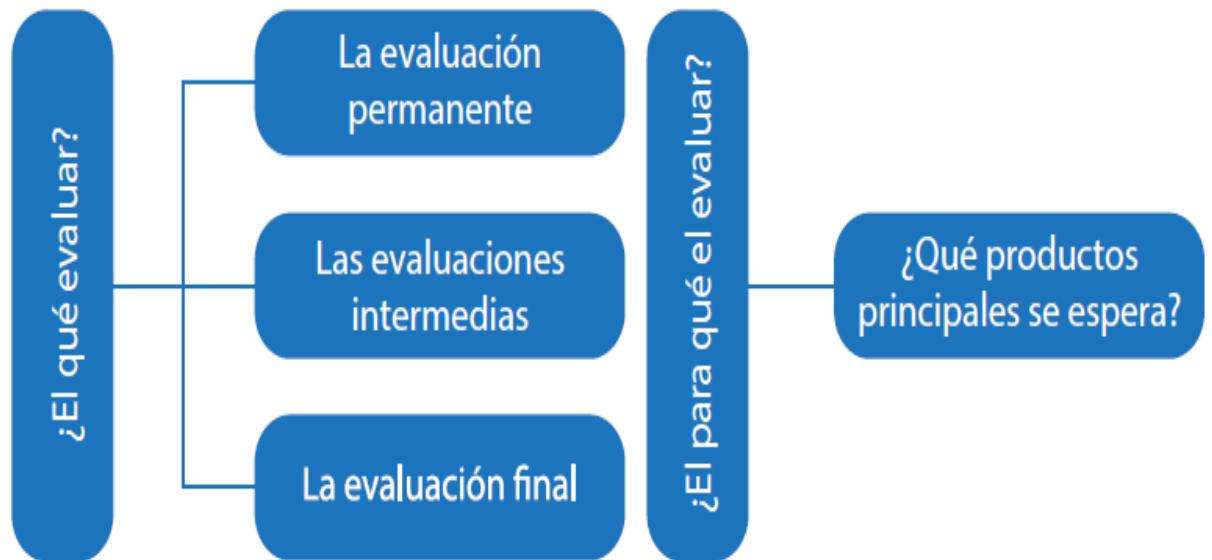 ¿El qué evaluar?
La evaluación
permanente
Las evaluaciones
intermedias
La evaluación final
¿El para qué el evaluar?
¿Qué productos
principales se espera?